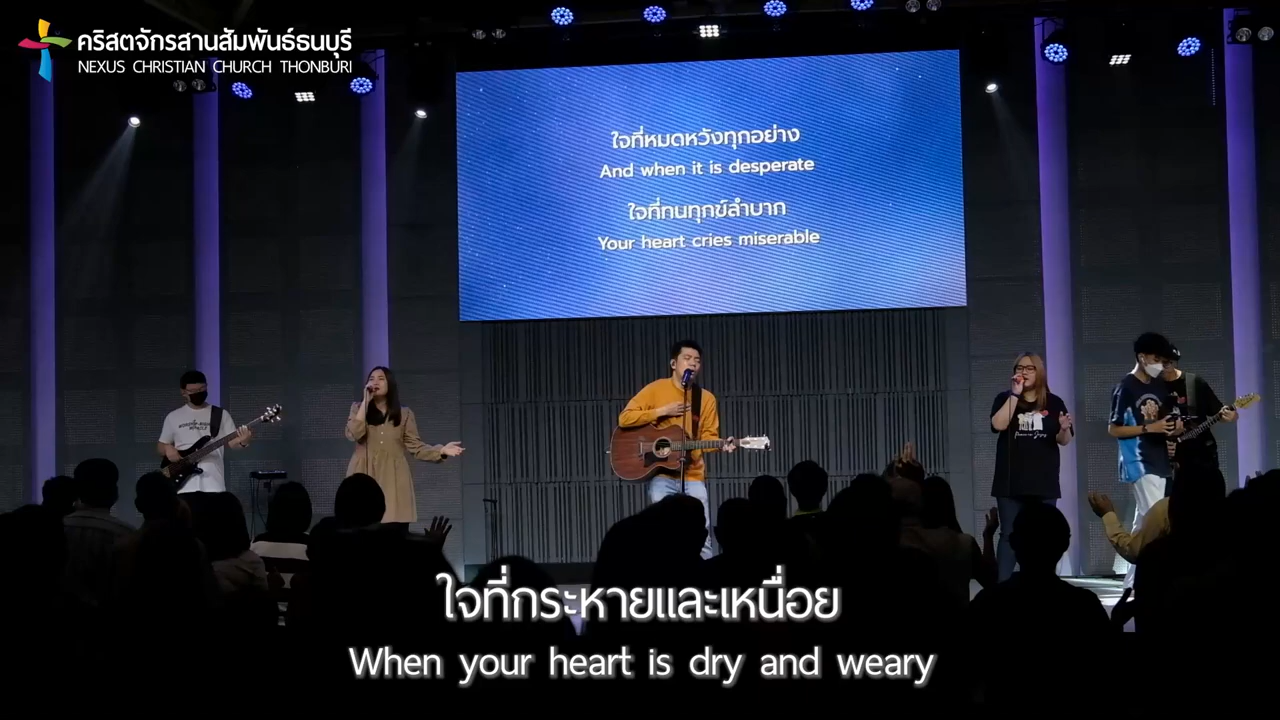 คริสตจักรสานสัมพันธ์ธนบุรี
NEXUS CHRISTIAN CHURCH THONBURI
ใจที่หมดหวังทุกอย่าง
And when it is desperate
ใจที่ทนทุกข์ลำบาก
Your heart cries miserable
ใจที่กระหายและเหนื่อย
When your heart is dry and weary